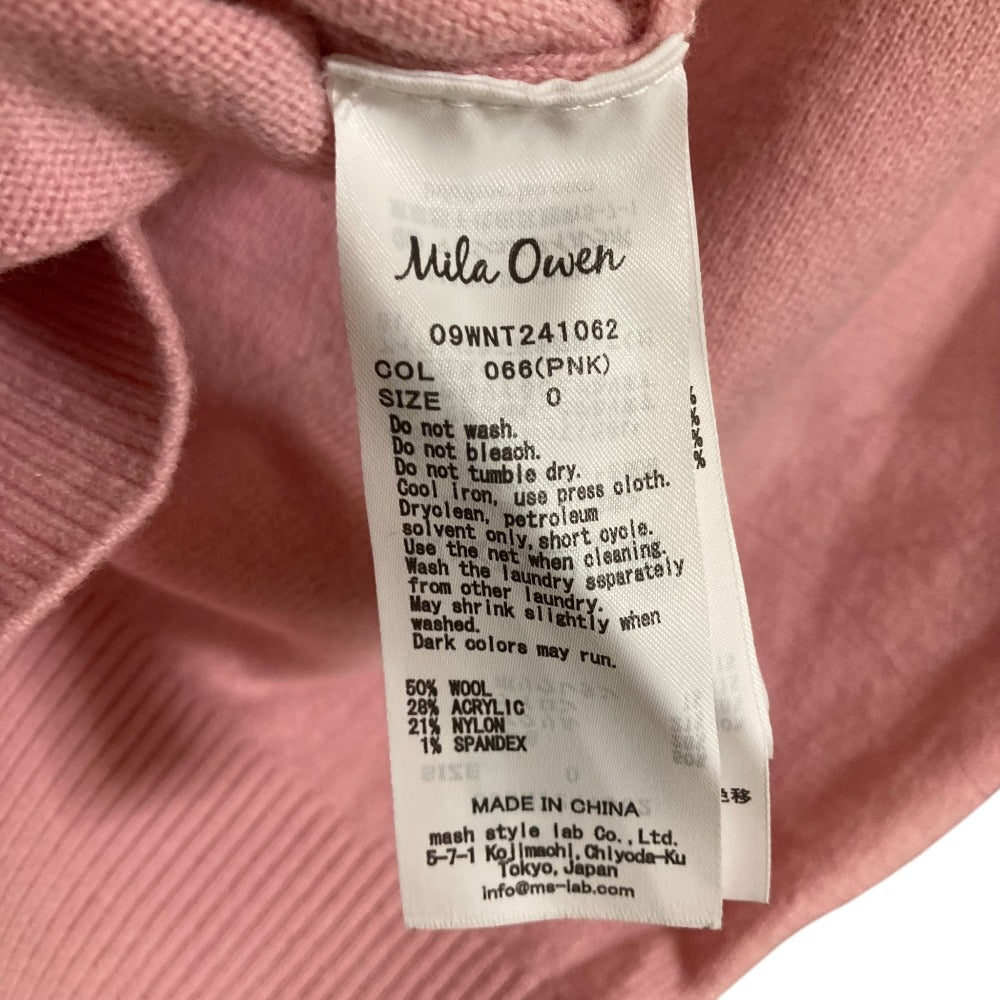 Mila Owen
09WNT241062
COL 066(PNK)
SIZE 0
Do not wash.
Do not bleach.
Do not tumble dry.
Cool iron, use press cloth.
Dryclean, petroleum
solvent only, short cycle.
Use the net when cleaning.
Wash the laundry separately
from other laundry.
May shrink slightly when
washed.
Dark colors may run.
50% WOOL
28% ACRYLIC
21% NYLON
1% SPANDEX
MADE IN CHINA
mash style lab Co., Ltd.
5-7-1 Kojimachi, Chiyoda-Ku
Tokyo, Japan
info@ms-lab.com
%
%
%
色移